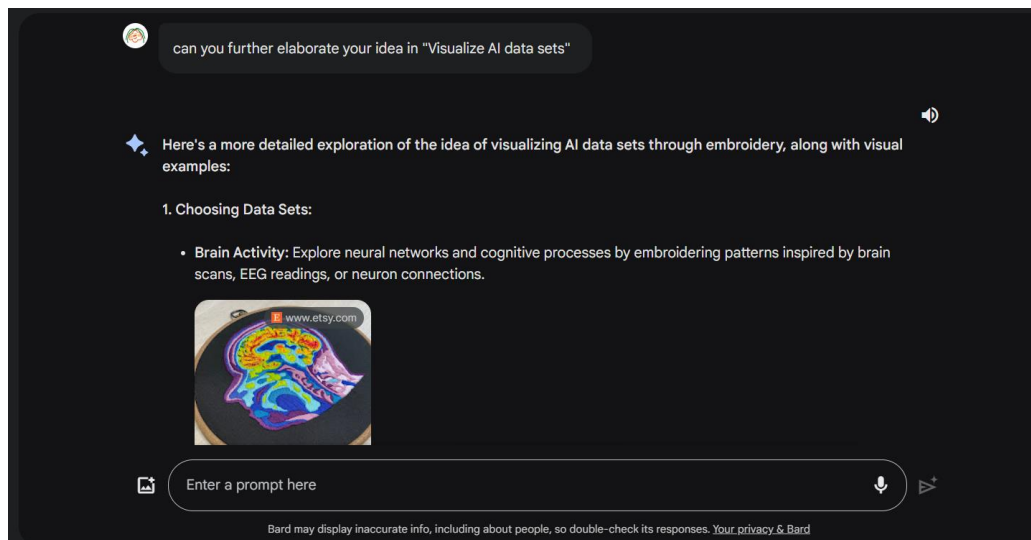 can you further elaborate your idea in "Visualize AI data sets"
Here's a more detailed exploration of the idea of visualizing AI data sets through embroidery, along with visual
examples:
1. Choosing Data Sets:
• Brain Activity: Explore neural networks and cognitive processes by embroidering patterns inspired by brain
scans, EEG readings, or neuron connections.
E www.etsy.com
Enter a prompt here
Bard may display inaccurate info, including about people, so double-check its responses. Your privacy & Bard